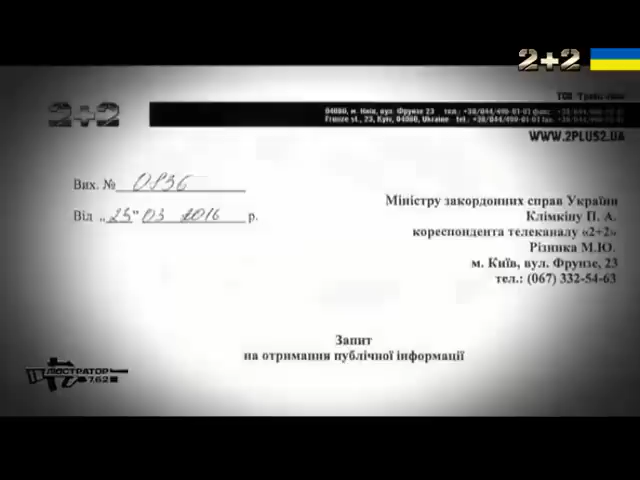 2+2
2+2
04080, м. Київ, вул. Фрунзе 23
Frunze st., 23, Kyiv, 04080, Ukraine
WWW.2PLUS2.UA
Вих. № 0836
Від „25" 03 2016 р.
Міністру закордонних справ України
Клімкіну П. А.
кореспондента телеканалу «2+2»
Різника М.Ю.
м. Київ, вул. Фрунзе, 23
тел.: (067) 332-54-63
Запит
на отримання публічної інформації
ЛЮСТРАТОР
7.62